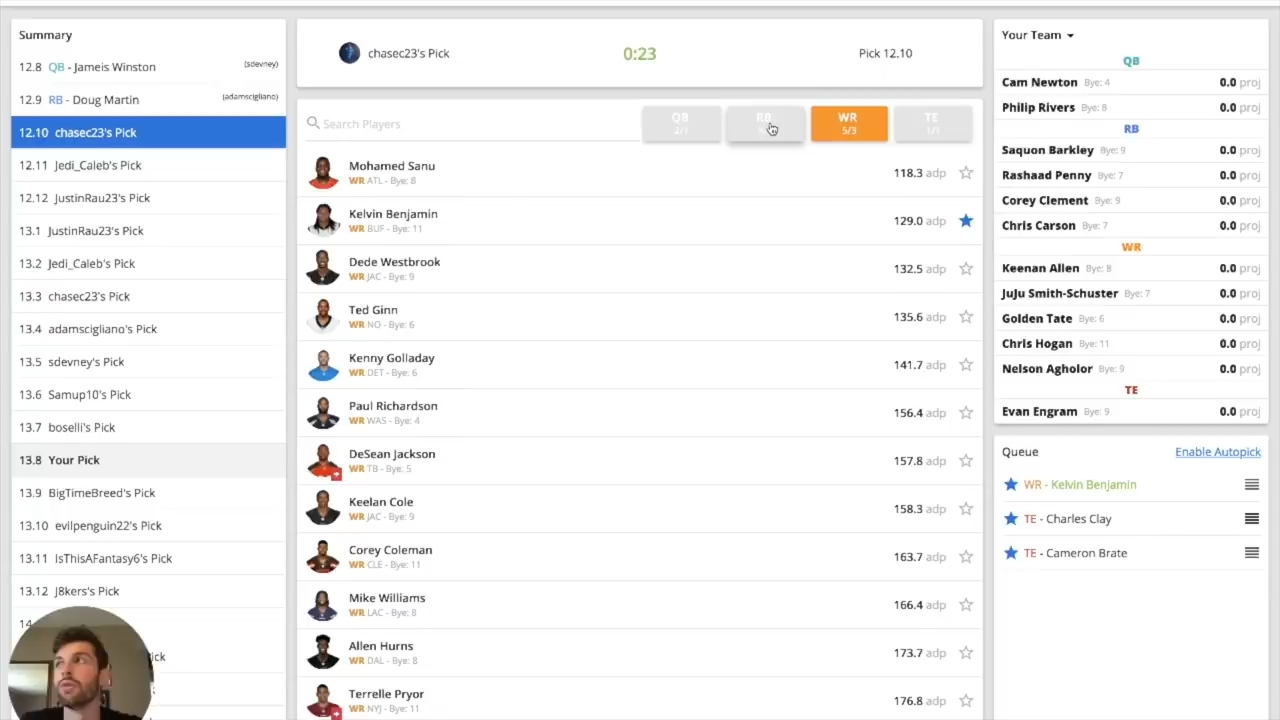 Summary
12.8 QB - Jameis Winston (sdevney)
12.9 RB - Doug Martin (adamscigliano)
12.10 chasec23's Pick
12.11 Jedi_Caleb's Pick
12.12 JustinRau23's Pick
13.1 JustinRau23's Pick
13.2 Jedi_Caleb's Pick
13.3 chasec23's Pick
13.4 adamscigliano's Pick
13.5 sdevney's Pick
13.6 Samup10's Pick
13.7 boselli's Pick
13.8 Your Pick
13.9 BigTimeBreed's Pick
13.10 evilpenguin22's Pick
13.11 IsThisAFantasy6's Pick
13.12 J8kers's Pick
chasec23's Pick 0:23 Pick 12.10
Search Players
QB RB WR TE
2/1 5/3 1/1
Mohamed Sanu
WR ATL - Bye: 8
118.3 adp
Kelvin Benjamin
WR BUF - Bye: 11
129.0 adp
Dede Westbrook
WR JAC - Bye: 9
132.5 adp
Ted Ginn
WR NO - Bye: 6
135.6 adp
Kenny Golladay
WR DET - Bye: 6
141.7 adp
Paul Richardson
WR WAS - Bye: 4
156.4 adp
DeSean Jackson
WR TB - Bye: 5
157.8 adp
Keelan Cole
WR JAC - Bye: 9
158.3 adp
Corey Coleman
WR CLE - Bye: 11
163.7 adp
Mike Williams
WR LAC - Bye: 8
166.4 adp
Allen Hurns
WR DAL - Bye: 8
173.7 adp
Terrelle Pryor
WR NYJ - Bye: 11
176.8 adp
Your Team
QB
Cam Newton Bye: 4 0.0 proj
Philip Rivers Bye: 8 0.0 proj
RB
Saquon Barkley Bye: 9 0.0 proj
Rashaad Penny Bye: 7 0.0 proj
Corey Clement Bye: 9 0.0 proj
Chris Carson Bye: 7 0.0 proj
WR
Keenan Allen Bye: 8 0.0 proj
JuJu Smith-Schuster Bye: 7 0.0 proj
Golden Tate Bye: 6 0.0 proj
Chris Hogan Bye: 11 0.0 proj
Nelson Agholor Bye: 9 0.0 proj
TE
Evan Engram Bye: 9 0.0 proj
Queue Enable Autopick
WR - Kelvin Benjamin
TE - Charles Clay
TE - Cameron Brate